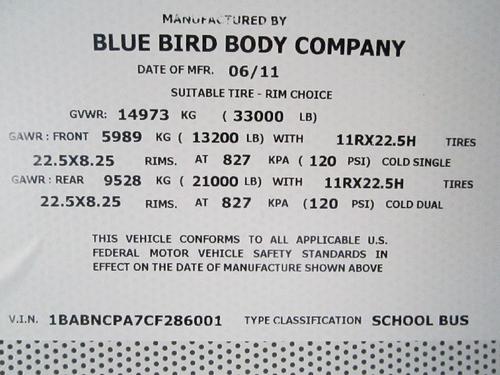 MANUFACTURED BY
BLUE BIRD BODY COMPANY
DATE OF MFR. 06/11
SUITABLE TIRE - RIM CHOICE
GVWR: 14973 KG ( 33000 LB)
GAWR : FRONT 5989 KG ( 13200 LB) WITH 11RX22.5H TIRES
22.5X8.25 RIMS. AT 827 KPA ( 120 PSI) COLD SINGLE
GAWR : REAR 9528 KG ( 21000 LB) WITH 11RX22.5H TIRES
22.5X8.25 RIMS. AT 827 KPA (120 PSI) COLD DUAL
THIS VEHICLE CONFORMS TO ALL APPLICABLE U.S.
FEDERAL MOTOR VEHICLE SAFETY STANDARDS IN
EFFECT ON THE DATE OF MANUFACTURE SHOWN ABOVE
V.I.N. 1BABNCPA7CF286001 TYPE CLASSIFICATION SCHOOL BUS